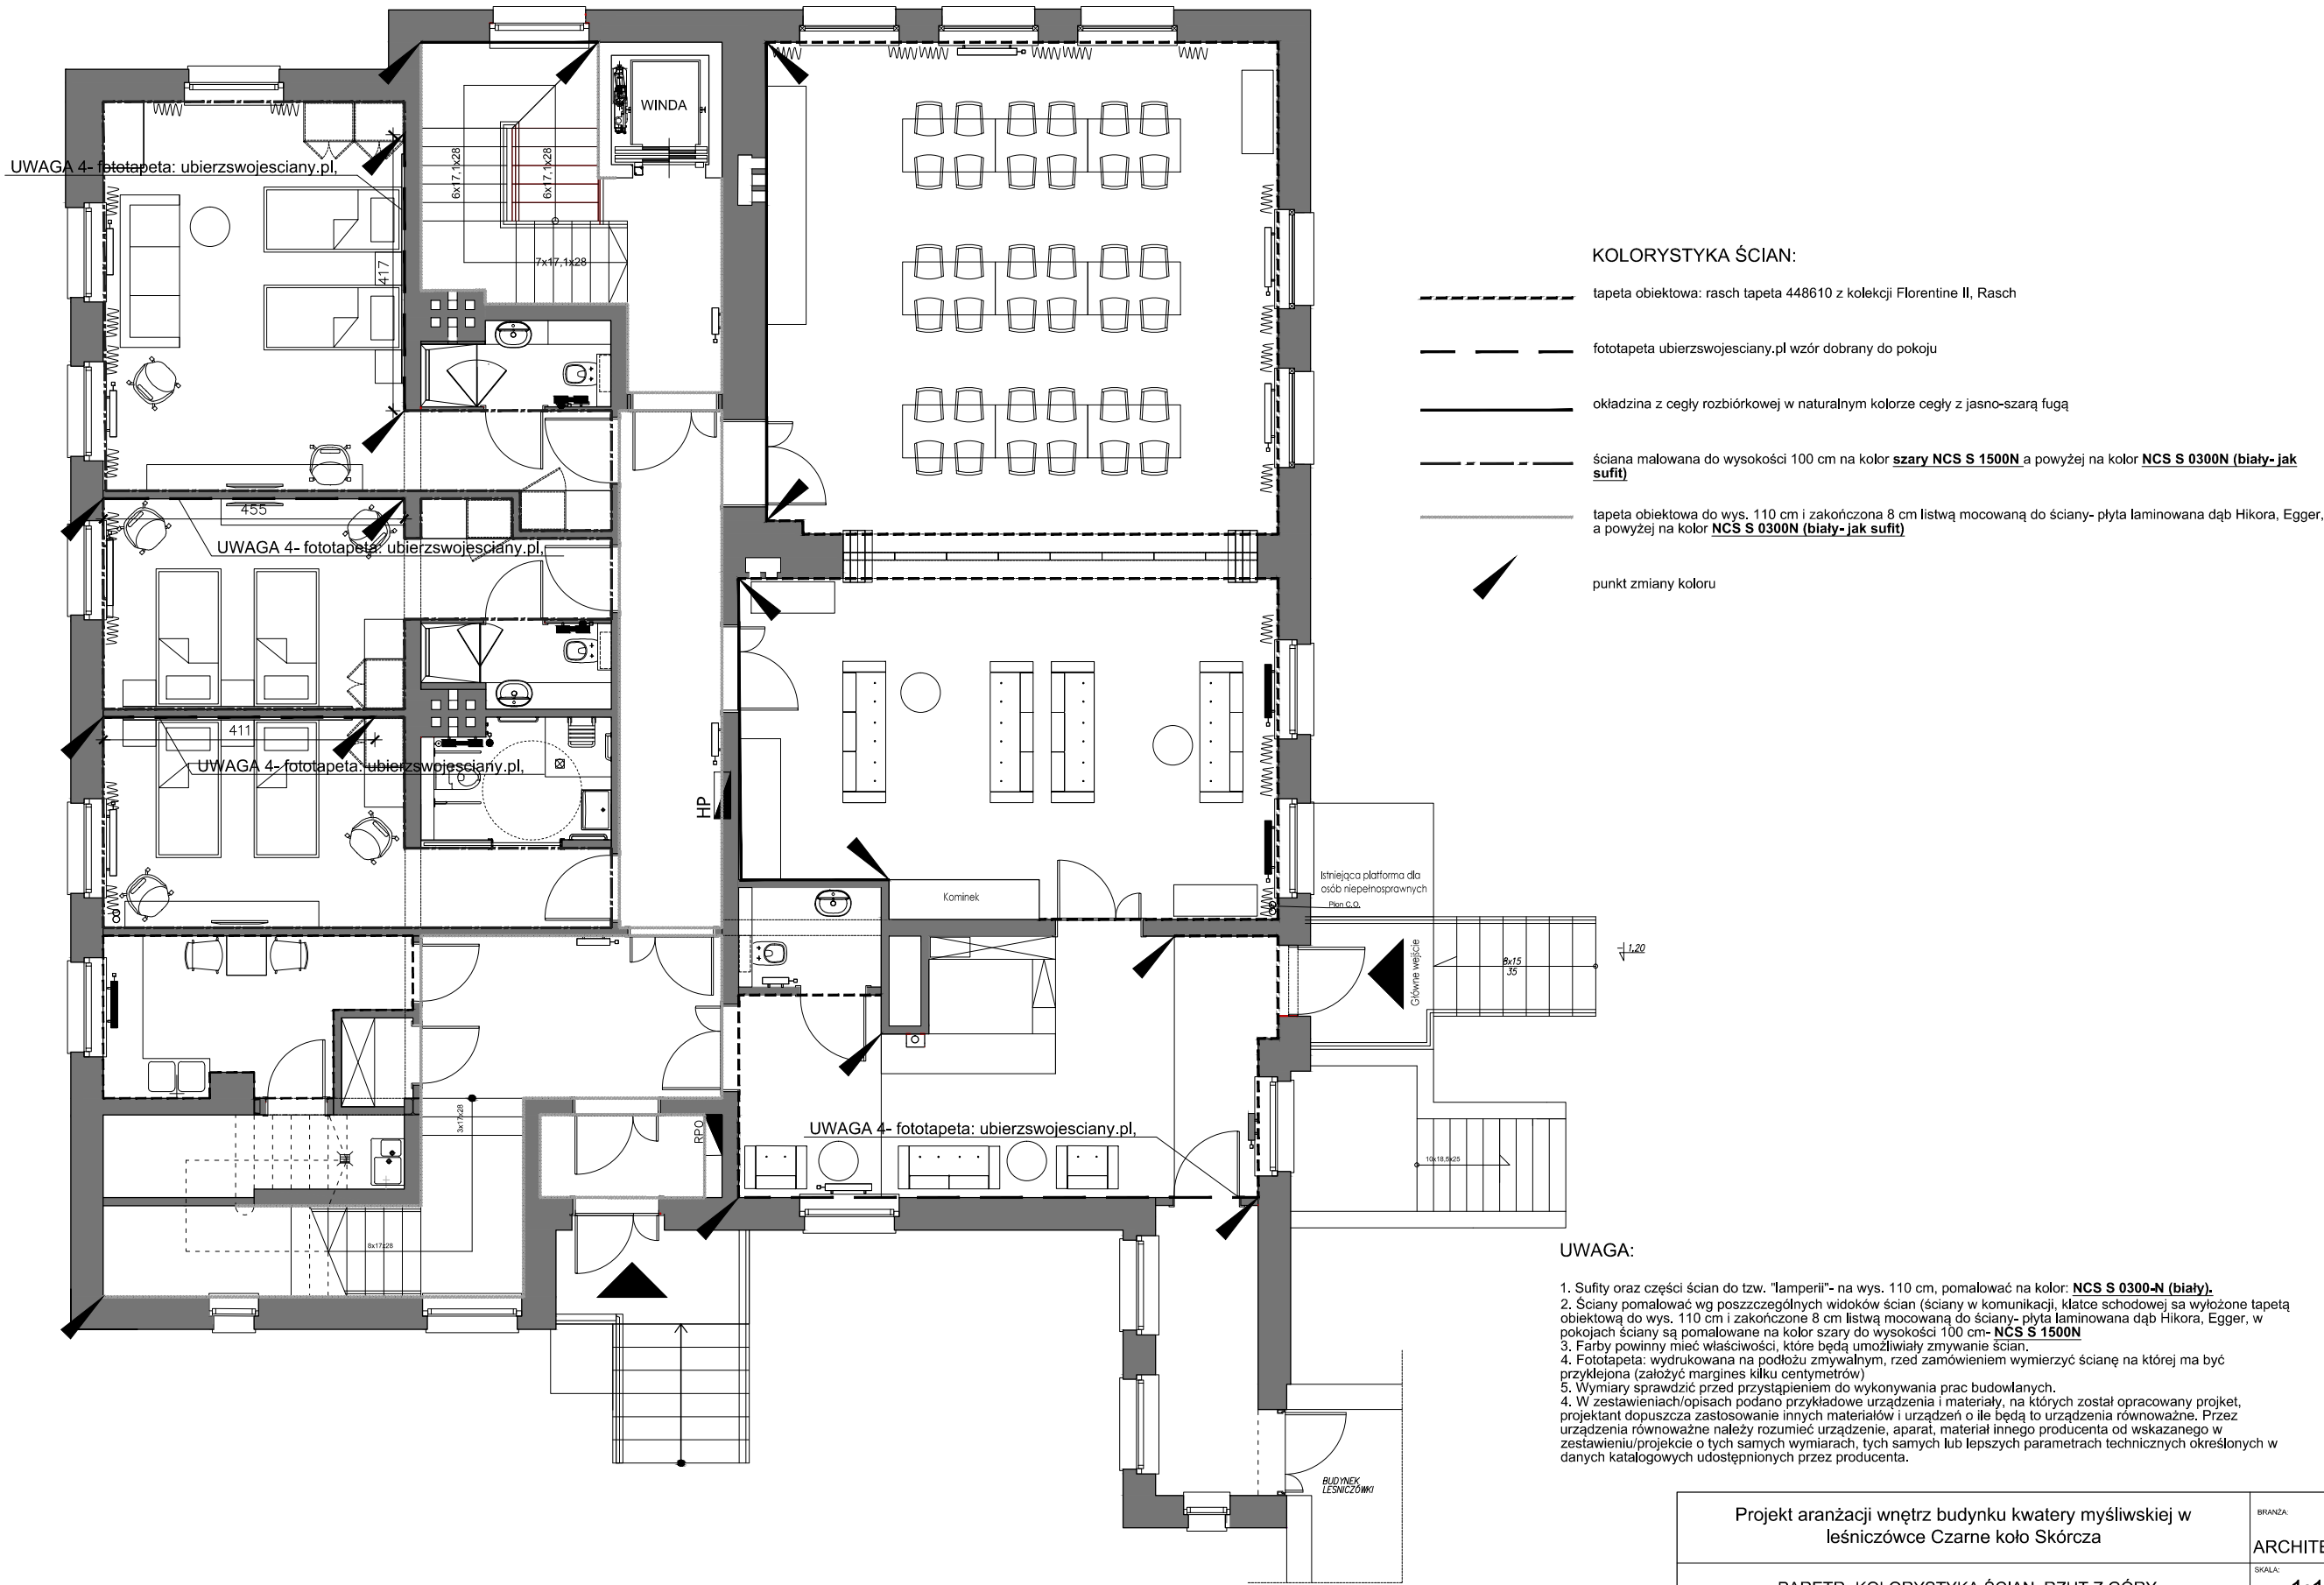 WINDA
UWAGA 4- fototapeta: ubierzswojesciany.pl,
6x17,1x28
6x17,1x28
7x17,1x28
417
455
UWAGA 4- fototapeta: ubierzswojesciany.pl,
411
UWAGA 4- fototapeta: ubierzswojesciany.pl,
HP
Kominek
Istniejąca platforma dla
osób niepełnosprawnych
Pion C.O.
Główne wejście
8x15
35
1,20
3x17x28
RPO
UWAGA 4- fototapeta: ubierzswojesciany.pl,
10x18,5x25
8x17x28
BUDYNEK
LEŚNICZÓWKI
KOLORYSTYKA ŚCIAN:
tapeta obiektowa: rasch tapeta 448610 z kolekcji Florentine II, Rasch
fototapeta ubierzswojesciany.pl wzór dobrany do pokoju
okładzina z cegły rozbiórkowej w naturalnym kolorze cegły z jasno-szarą fugą
ściana malowana do wysokości 100 cm na kolor szary NCS S 1500N a powyżej na kolor NCS S 0300N (biały- jak
sufit)
tapeta obiektowa do wys. 110 cm i zakończona 8 cm listwą mocowaną do ściany- płyta laminowana dąb Hikora, Egger,
a powyżej na kolor NCS S 0300N (biały- jak sufit)
punkt zmiany koloru
UWAGA:
1. Sufity oraz części ścian do tzw. "lamperii"- na wys. 110 cm, pomalować na kolor: NCS S 0300-N (biały).
2. Ściany pomalować wg poszczególnych widoków ścian (ściany w komunikacji, klatce schodowej sa wyłożone tapetą
obiektową do wys. 110 cm i zakończone 8 cm listwą mocowaną do ściany- płyta laminowana dąb Hikora, Egger, w
pokojach ściany są pomalowane na kolor szary do wysokości 100 cm- NCS S 1500N
3. Farby powinny mieć właściwości, które będą umożliwiały zmywanie ścian.
4. Fototapeta: wydrukowana na podłożu zmywalnym, rzed zamówieniem wymierzyć ścianę na której ma być
przyklejona (założyć margines kilku centymetrów)
5. Wymiary sprawdzić przed przystąpieniem do wykonywania prac budowlanych.
4. W zestawieniach/opisach podano przykładowe urządzenia i materiały, na których został opracowany projket,
projektant dopuszcza zastosowanie innych materiałów i urządzeń o ile będą to urządzenia równoważne. Przez
urządzenia równoważne należy rozumieć urządzenie, aparat, materiał innego producenta od wskazanego w
zestawieniu/projekcie o tych samych wymiarach, tych samych lub lepszych parametrach technicznych określonych w
danych katalogowych udostępnionych przez producenta.
Projekt aranżacji wnętrz budynku kwatery myśliwskiej w
leśniczówce Czarne koło Skórcza
BRANŻA:
ARCHITE
SKALA: